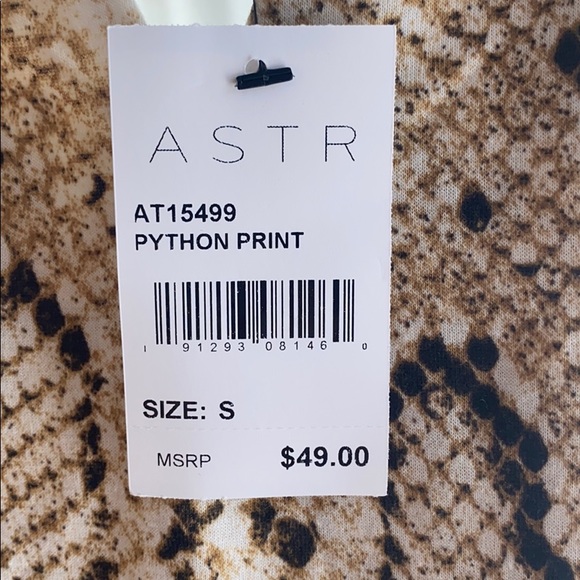 ASTR
AT15499
PYTHON PRINT
1 91293 08146 0
SIZE: S
MSRP $49.00